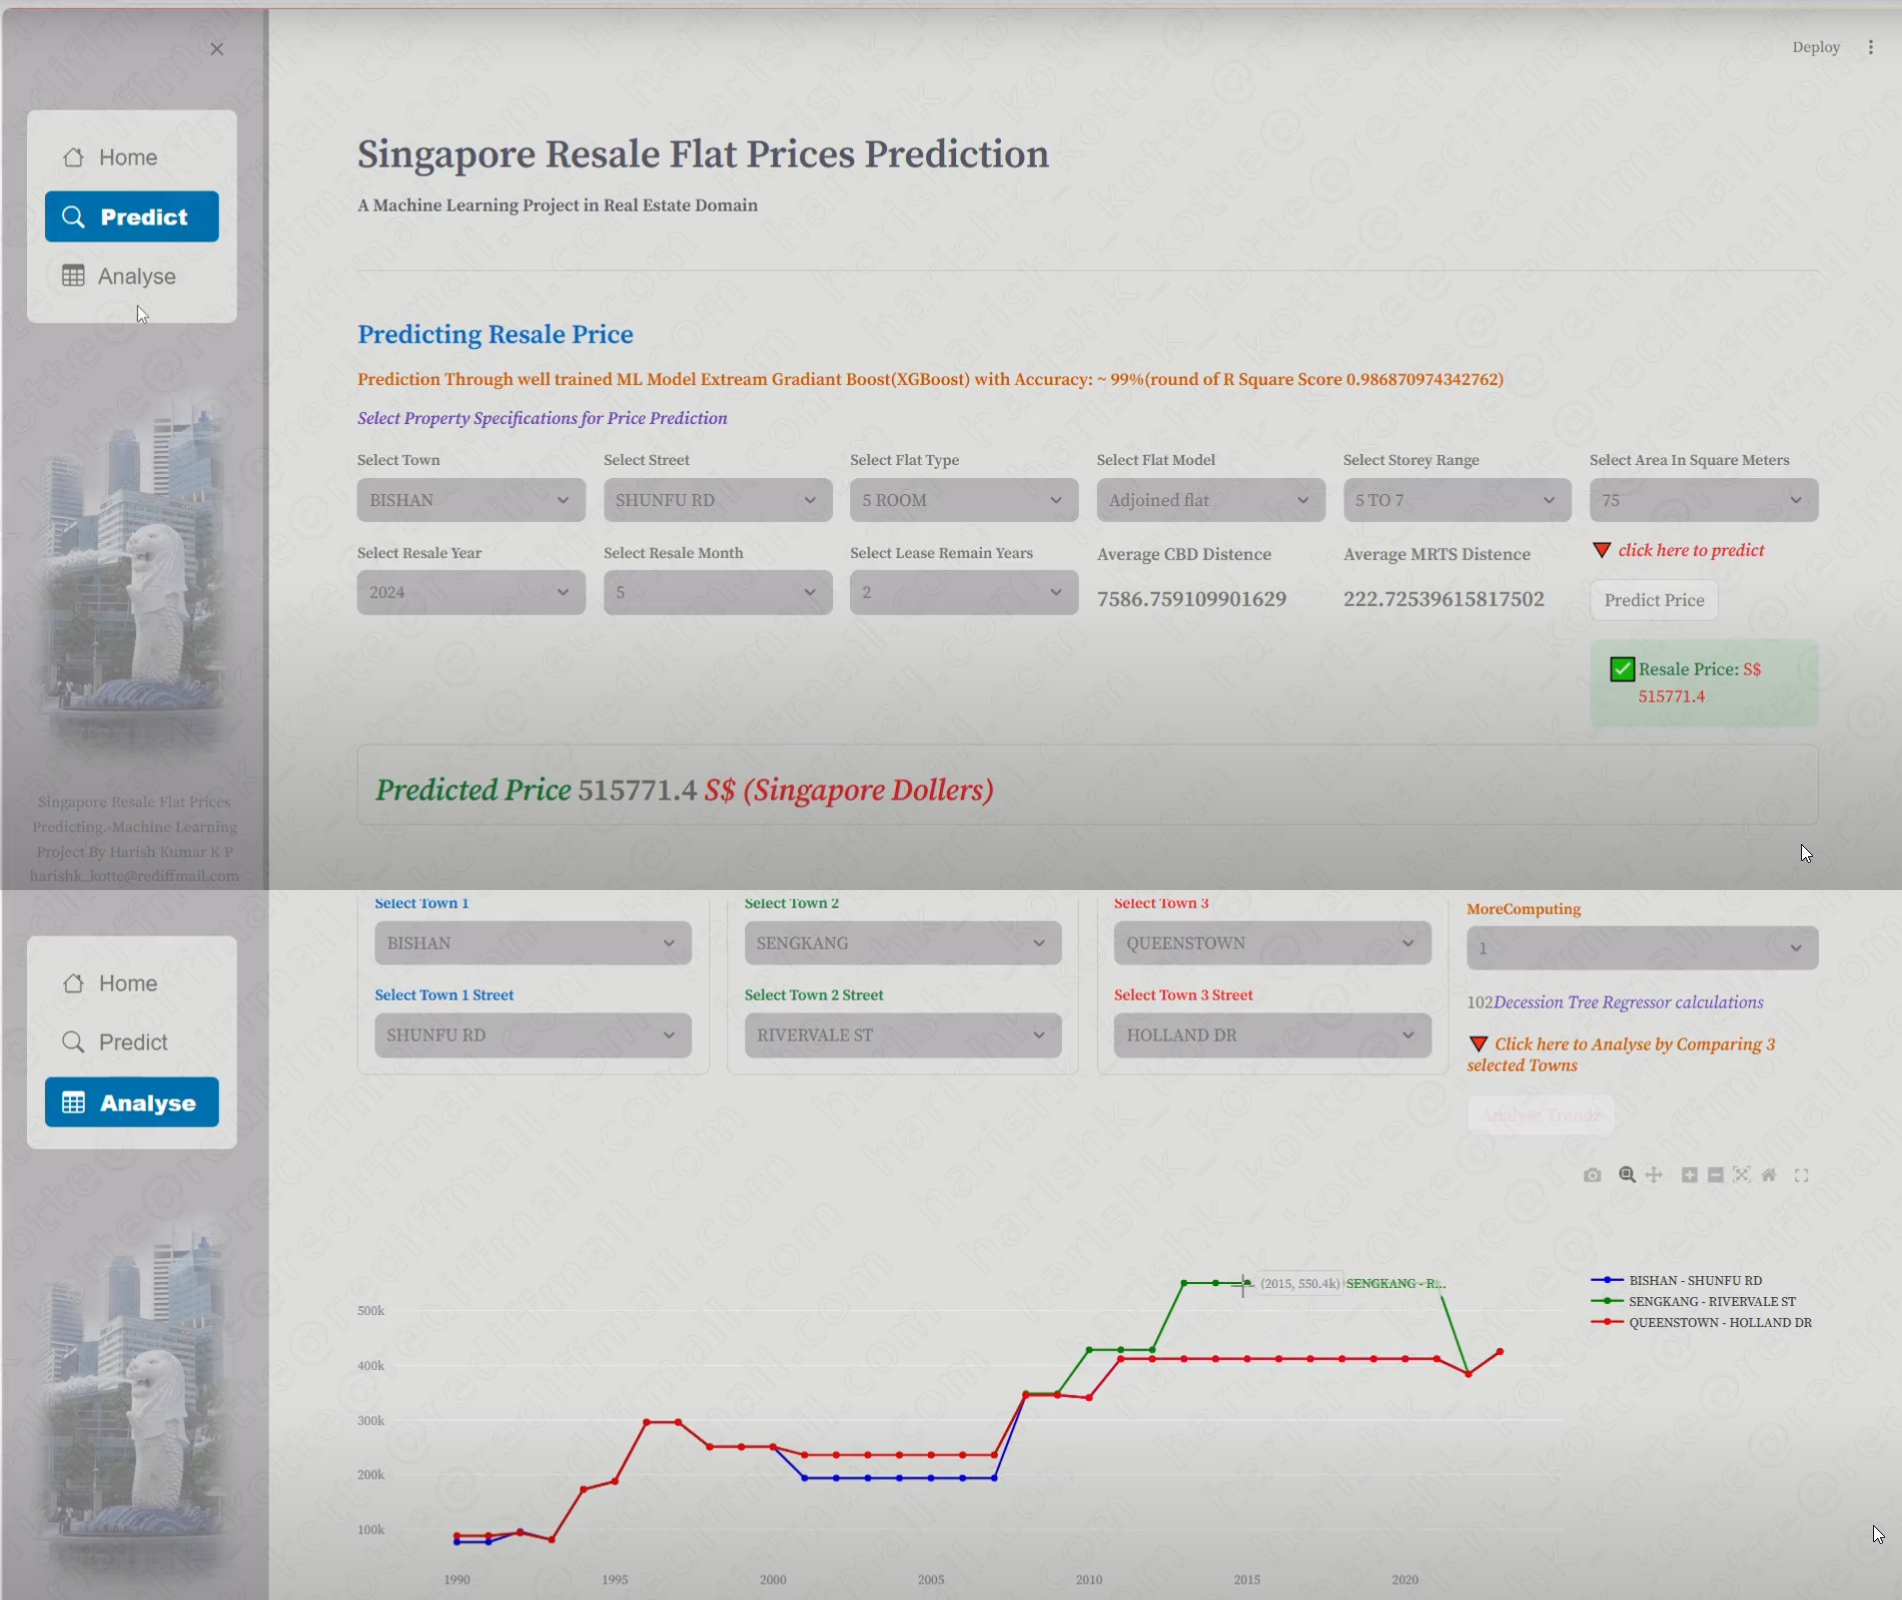 Deploy
Home
Predict
Analyse
Singapore Resale Flat Prices Prediction
A Machine Learning Project in Real Estate Domain
Predicting Resale Price
Prediction Through well trained ML Model Extream Gradiant Boost(XGBoost) with Accuracy: ~ 99%(round of R Square Score 0.986870974342762)
Select Property Specifications for Price Prediction
Select Town Select Street Select Flat Type Select Flat Model Select Storey Range Select Area In Square Meters
BISHAN SHUNFU RD 5 ROOM Adjoined flat 5 TO 7 75
Select Resale Year Select Resale Month Select Lease Remain Years Average CBD Distence Average MRTS Distence click here to predict
2024 5 2 7586.759109901629 222.72539615817502 Predict Price
Resale Price: S$
515771.4
Predicted Price 515771.4 S$ (Singapore Dollers)
Singapore Resale Flat Prices
Predicting.-Machine Learning
Project By Harish Kumar K P
harishk_kotte@rediffmail.com
Home
Predict
Analyse
Select Town 1 Select Town 2 Select Town 3 MoreComputing
BISHAN SENGKANG QUEENSTOWN 1
Select Town 1 Street Select Town 2 Street Select Town 3 Street 102Decession Tree Regressor calculations
SHUNFU RD RIVERVALE ST HOLLAND DR
Click here to Analyse by Comparing 3
selected Towns
Analyse Trendz
(2015, 550.4k) SENGKANG - R...
BISHAN - SHUNFU RD
SENGKANG - RIVERVALE ST
QUEENSTOWN - HOLLAND DR
500k
400k
300k
200k
100k
1990 1995 2000 2005 2010 2015 2020